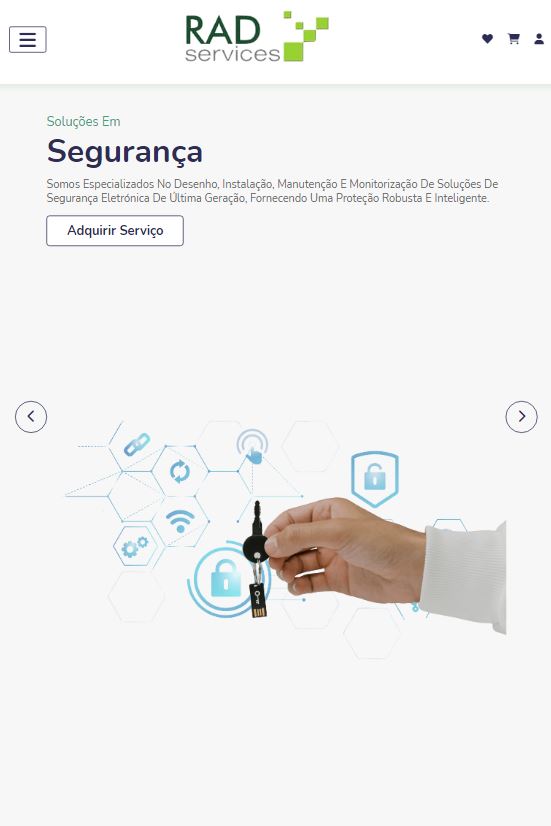 RAD
services
Soluções Em
Segurança
Somos Especializados No Desenho, Instalação, Manutenção E Monitorização De Soluções De
Segurança Eletrónica De Última Geração, Fornecendo Uma Proteção Robusta E Inteligente.
Adquirir Serviço